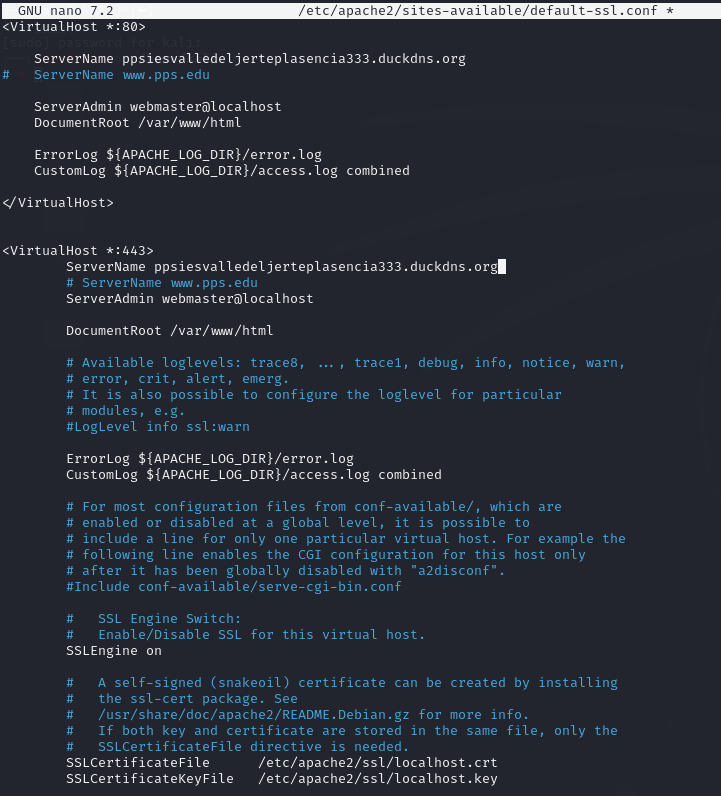 GNU nano 7.2 /etc/apache2/sites-available/default-ssl.conf *
<VirtualHost *:80>
[sudo] password for kali:
ServerName ppsiesvalledeljerteplasencia333.duckdns.org
# ServerName www.pps.edu
ServerAdmin webmaster@localhost
DocumentRoot /var/www/html
ErrorLog ${APACHE_LOG_DIR}/error.log
CustomLog ${APACHE_LOG_DIR}/access.log combined
</VirtualHost>
<VirtualHost *:443>
ServerName ppsiesvalledeljerteplasencia333.duckdns.org
# ServerName www.pps.edu
ServerAdmin webmaster@localhost
DocumentRoot /var/www/html
# Available loglevels: trace8, ..., trace1, debug, info, notice, warn,
# error, crit, alert, emerg.
# It is also possible to configure the loglevel for particular
# modules, e.g.
#LogLevel info ssl:warn
ErrorLog ${APACHE_LOG_DIR}/error.log
CustomLog ${APACHE_LOG_DIR}/access.log combined
# For most configuration files from conf-available/, which are
# enabled or disabled at a global level, it is possible to
# include a line for only one particular virtual host. For example the
# following line enables the CGI configuration for this host only
# after it has been globally disabled with "a2disconf".
#Include conf-available/serve-cgi-bin.conf
# SSL Engine Switch:
# Enable/Disable SSL for this virtual host.
SSLEngine on
# A self-signed (snakeoil) certificate can be created by installing
# the ssl-cert package. See
# /usr/share/doc/apache2/README.Debian.gz for more info.
# If both key and certificate are stored in the same file, only the
# SSLCertificateFile directive is needed.
SSLCertificateFile /etc/apache2/ssl/localhost.crt
SSLCertificateKeyFile /etc/apache2/ssl/localhost.key